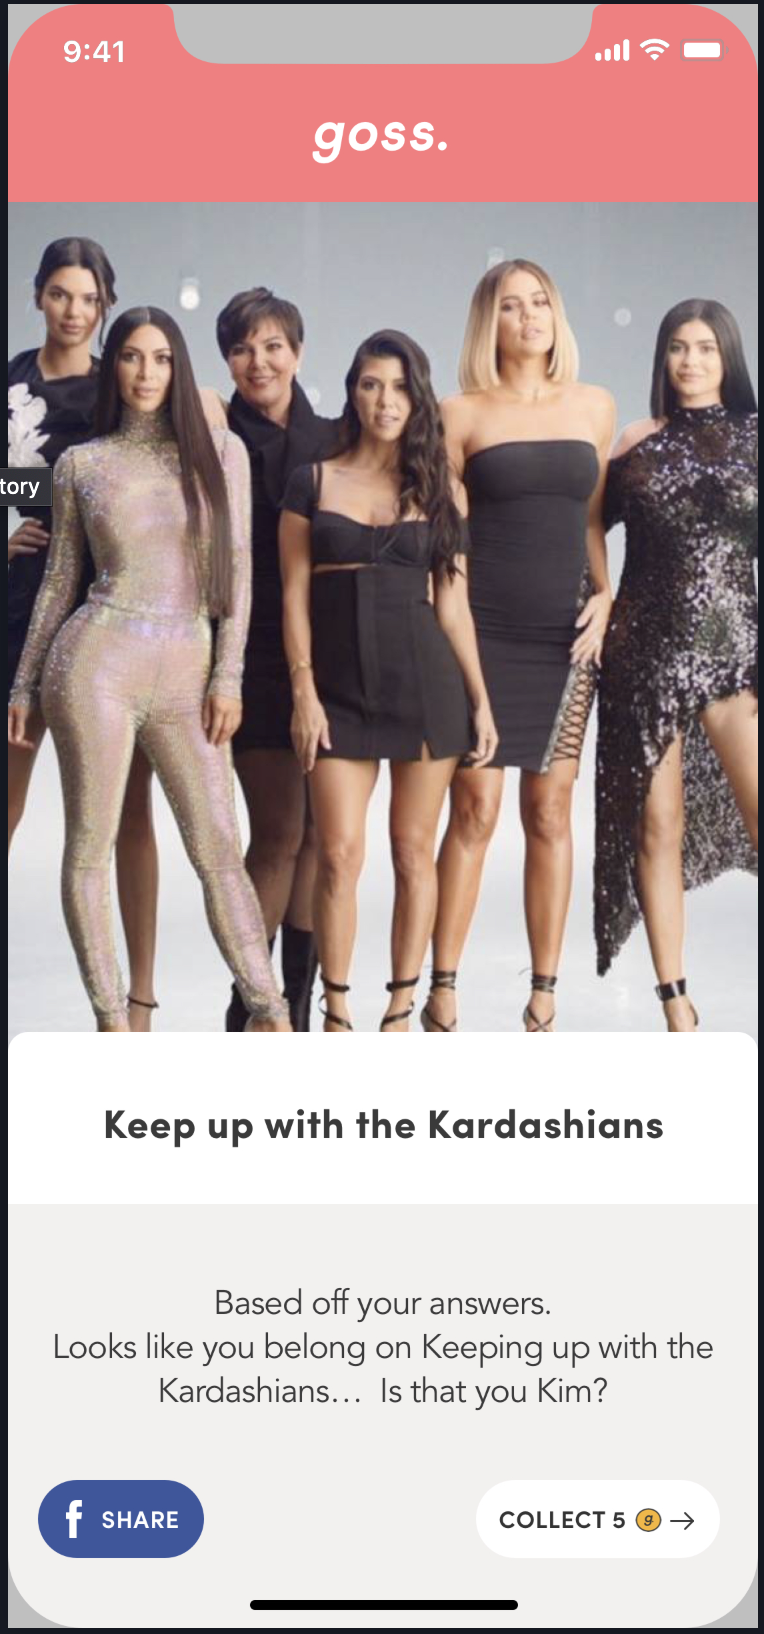 9:41
goss.
tory
Keep up with the Kardashians
Based off your answers.
Looks like you belong on Keeping up with the
Kardashians... Is that you Kim?
f SHARE
COLLECT 5 g →